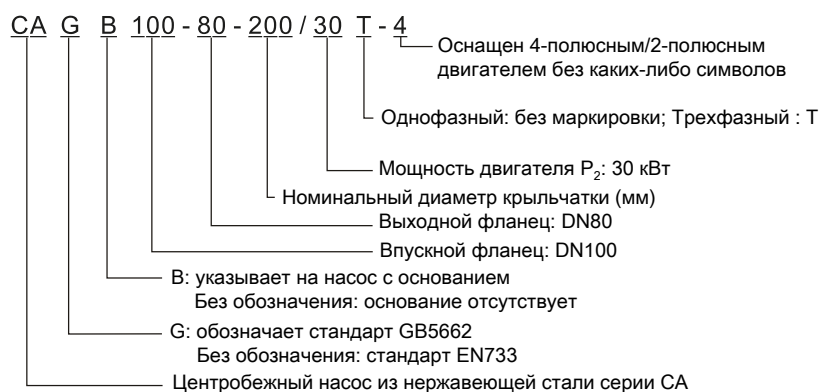 CA G B 100 - 80 - 200 / 30 T - 4
Оснащен 4-полюсным/2-полюсным
двигателем без каких-либо символов
Однофазный: без маркировки; Трехфазный : T
Мощность двигателя P₂: 30 кВт
Номинальный диаметр крыльчатки (мм)
Выходной фланец: DN80
Впускной фланец: DN100
B: указывает на насос с основанием
Без обозначения: основание отсутствует
G: обозначает стандарт GB5662
Без обозначения: стандарт EN733
Центробежный насос из нержавеющей стали серии CA